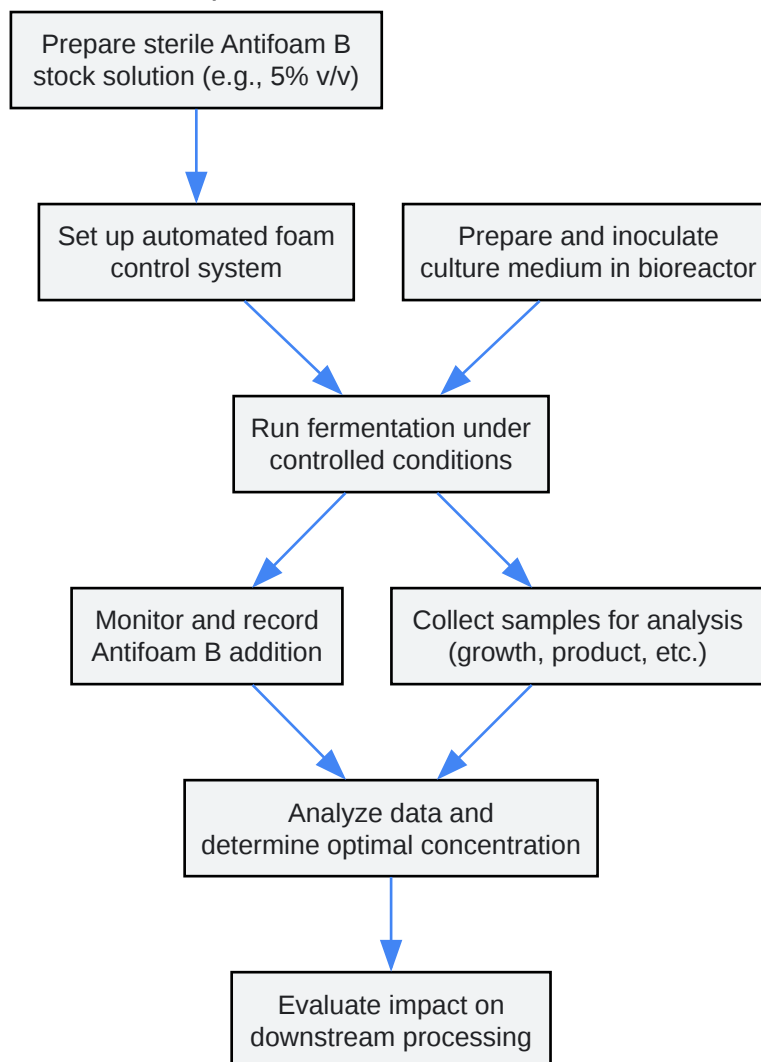 Prepare sterile Antifoam B
stock solution (e.g., 5% v/v)
Set up automated foam
control system
Prepare and inoculate
culture medium in bioreactor
Run fermentation under
controlled conditions
Monitor and record
Antifoam B addition
Collect samples for analysis
(growth, product, etc.)
Analyze data and
determine optimal concentration
Evaluate impact on
downstream processing